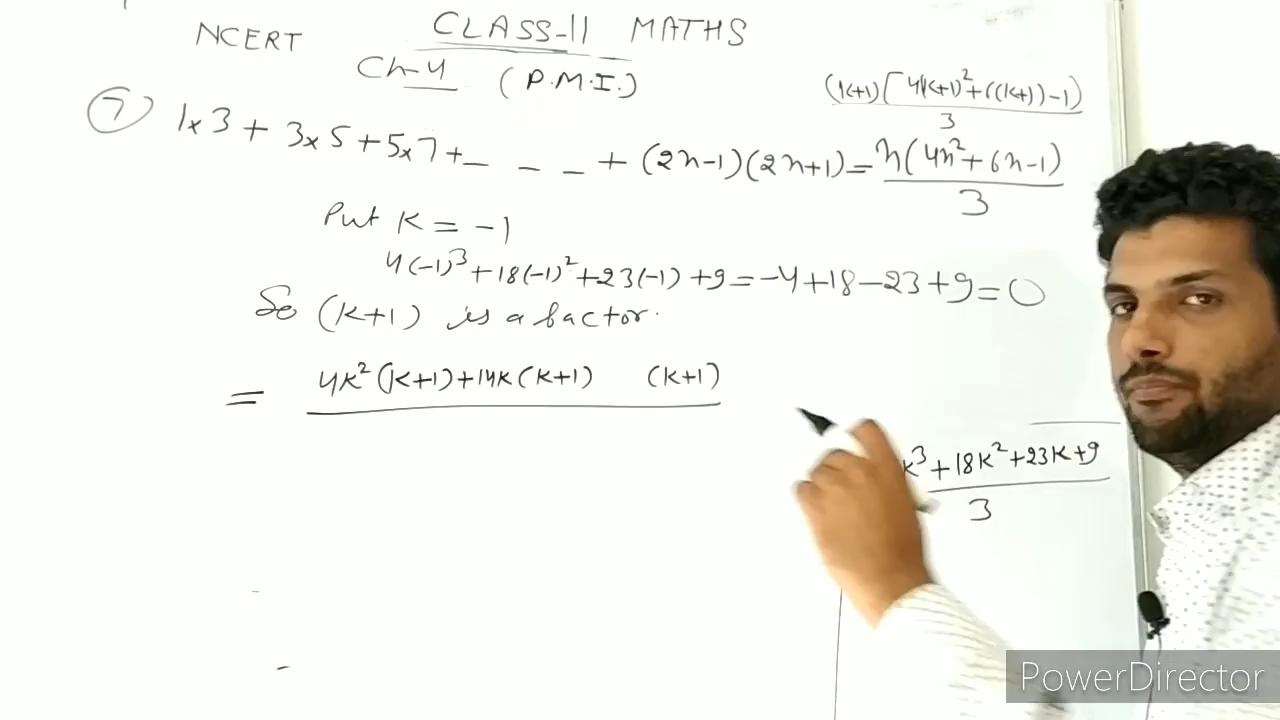 NCERT CLASS-11 MATHS
Ch-4 (P.M.I.)
(k+1)[4(k+1)²+6(k+1)-1)
3
7 1×3 + 3×5 + 5×7 + _ _ _ + (2n-1)(2n+1) = n(4n²+6n-1)
3
Put K = -1
4(-1)³+18(-1)²+23(-1)+9=-4+18-23+9=0
So (k+1) is a factor.
= 4k²(k+1)+14k(k+1) (k+1)
k³+18k²+23k+9
3
PowerDirector